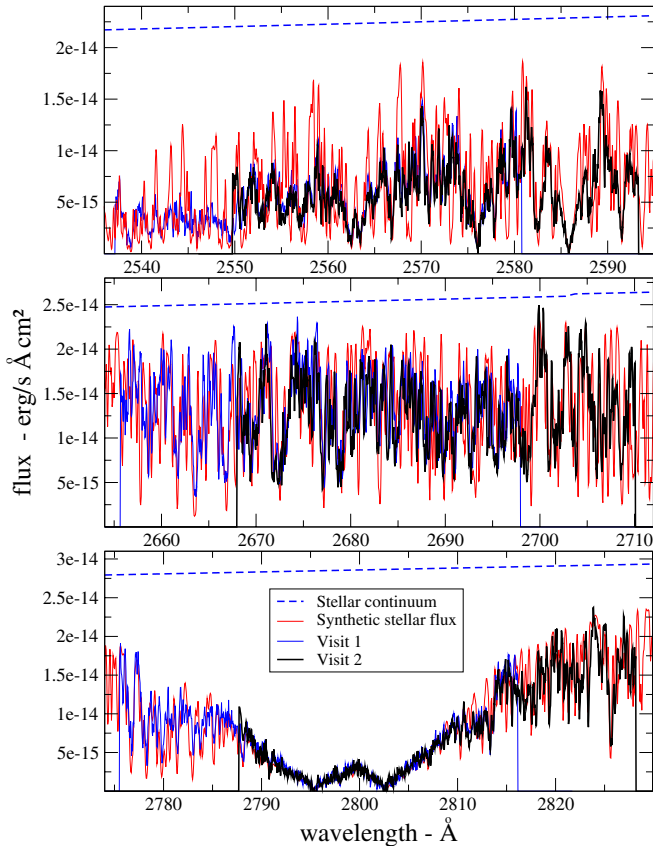 2e-14
1.5e-14
1e-14
5e-15
2540 2550 2560 2570 2580 2590
2.5e-14
2e-14
1.5e-14
1e-14
5e-15
2660 2670 2680 2690 2700 2710
flux - erg/s Å cm²
3e-14
2.5e-14
2e-14
1.5e-14
1e-14
5e-15
Stellar continuum
Synthetic stellar flux
Visit 1
Visit 2
2780 2790 2800 2810 2820
wavelength - Å